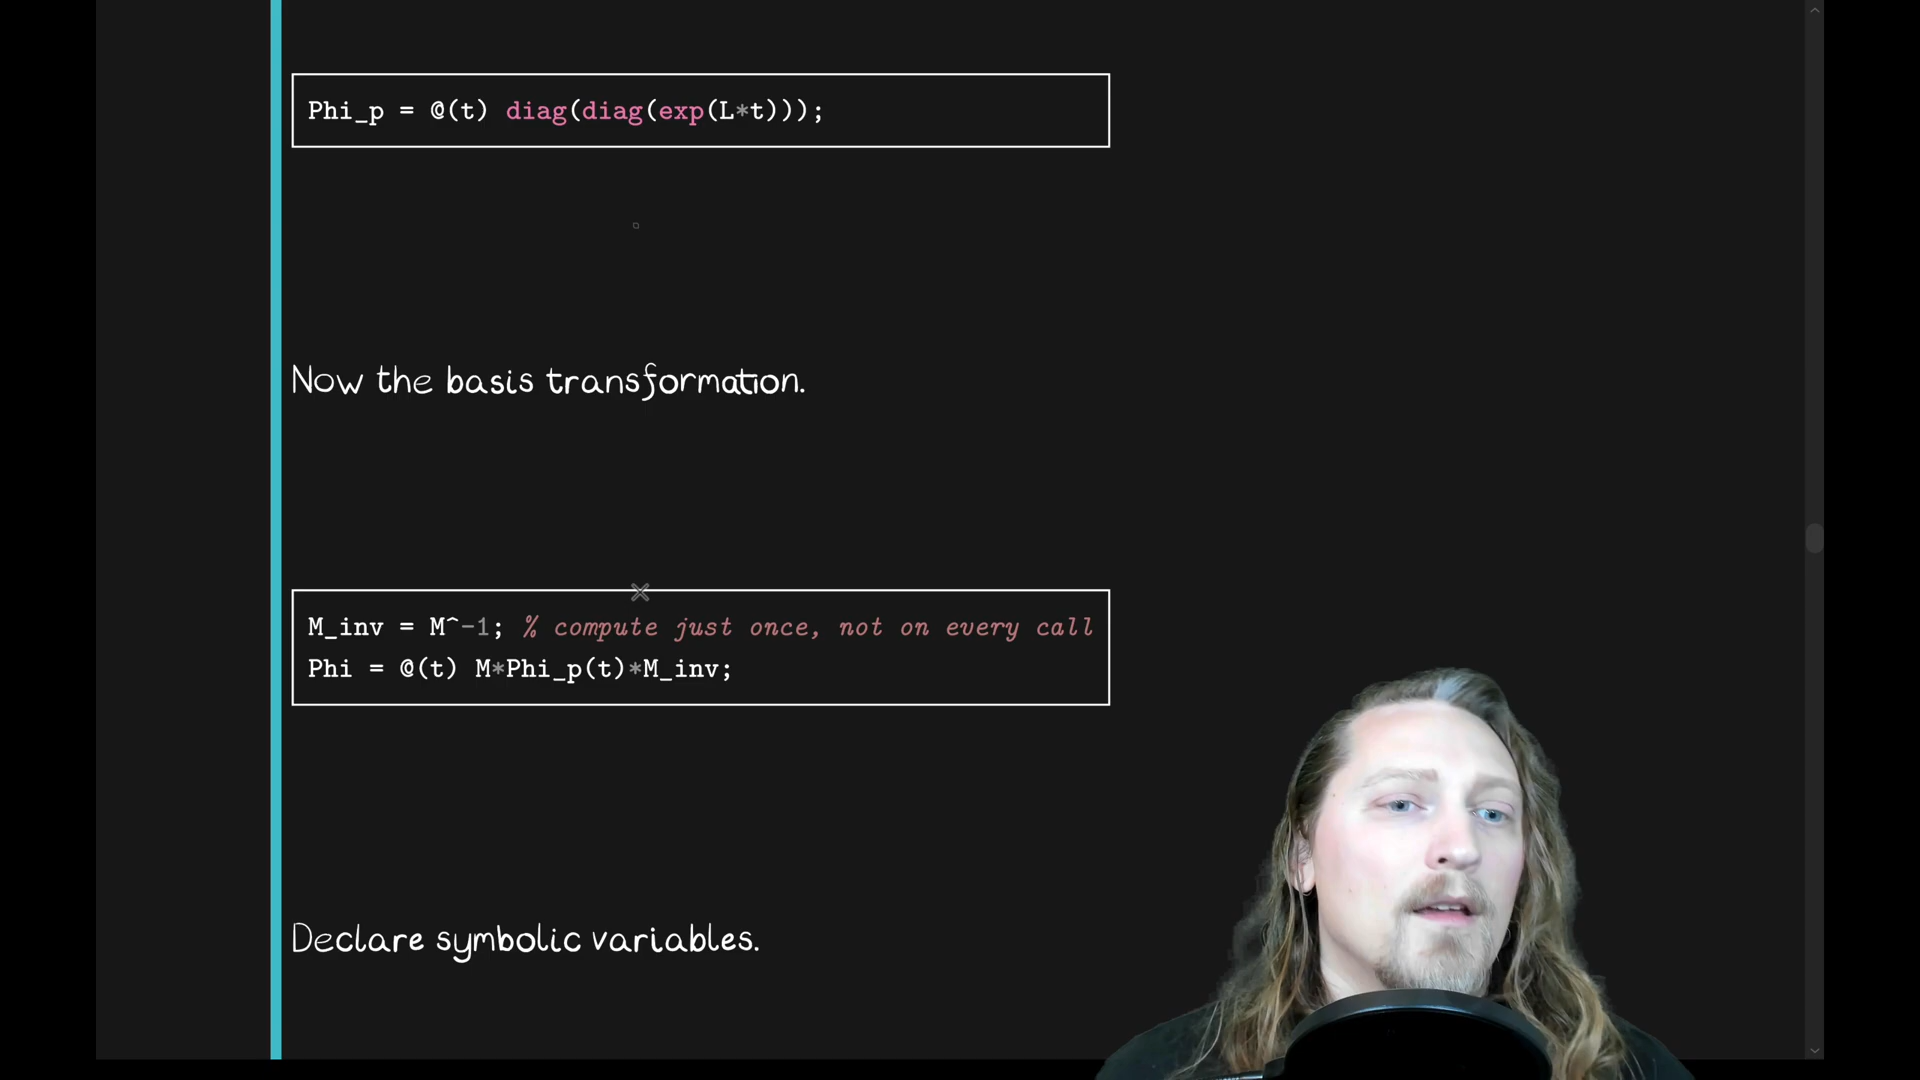 Phi_p = @(t) diag(diag(exp(L*t)));
Now the basis transformation.
M_inv = M^-1; % compute just once, not on every call
Phi = @(t) M*Phi_p(t)*M_inv;
Declare symbolic variables.